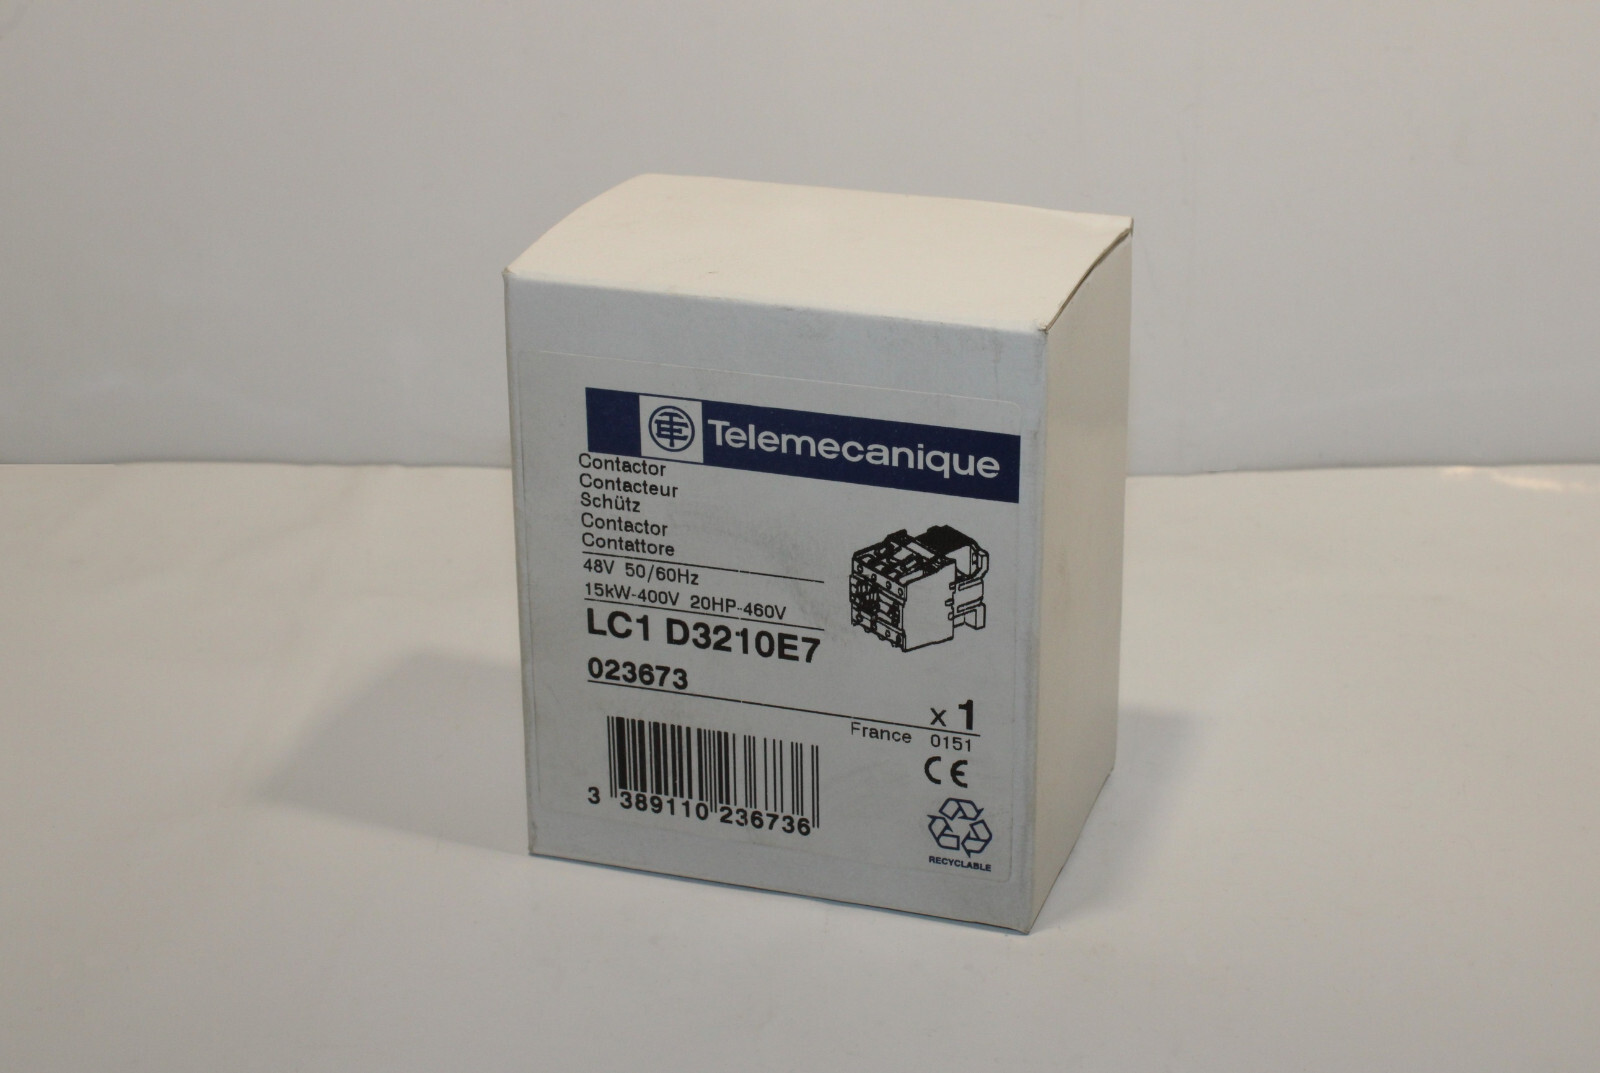 Telemecanique
Contactor
Contacteur
Schütz
Contactor
Contattore
48V 50/60Hz
15kW-400V 20HP-460V
LC1 D3210E7
023673
x 1
France 0151
CE
3 389110 236736
RECYCLABLE